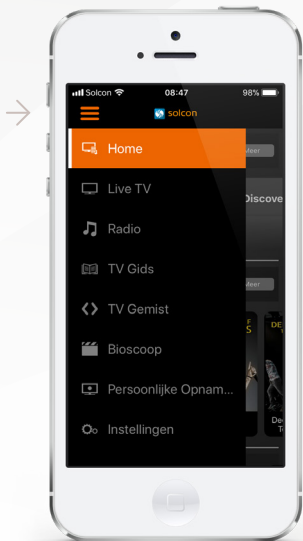 Solcon
08:47
98%
solcon
Home
Meer
Live TV
Discove
Radio
TV Gids
Meer
TV Gemist
Bioscoop
Persoonlijke Opnam...
Instellingen